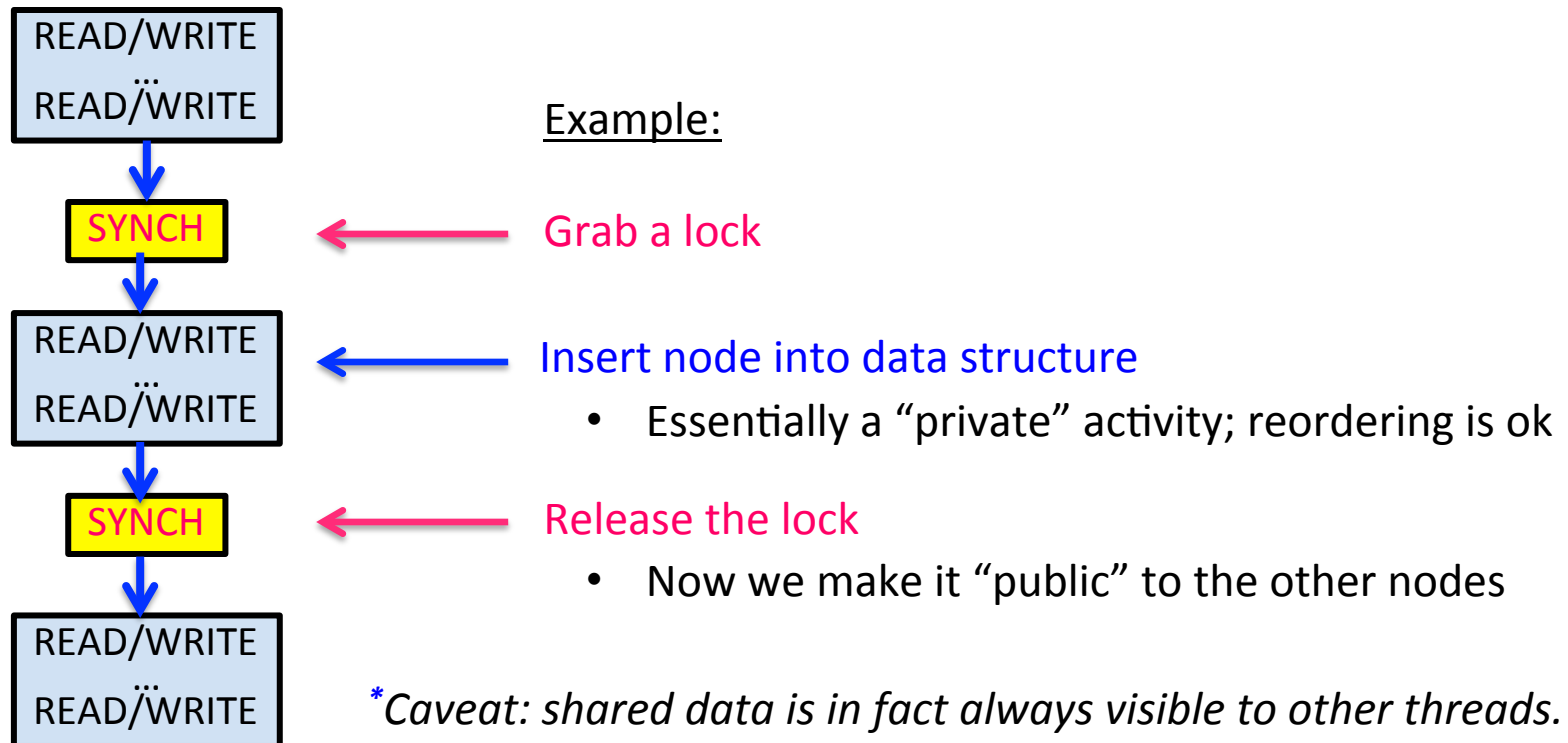 READ/WRITE
...
READ/WRITE
Example:
SYNCH
Grab a lock
READ/WRITE
...
READ/WRITE
Insert node into data structure
• Essentially a “private” activity; reordering is ok
SYNCH
Release the lock
• Now we make it “public” to the other nodes
READ/WRITE
...
READ/WRITE
*Caveat: shared data is in fact always visible to other threads.